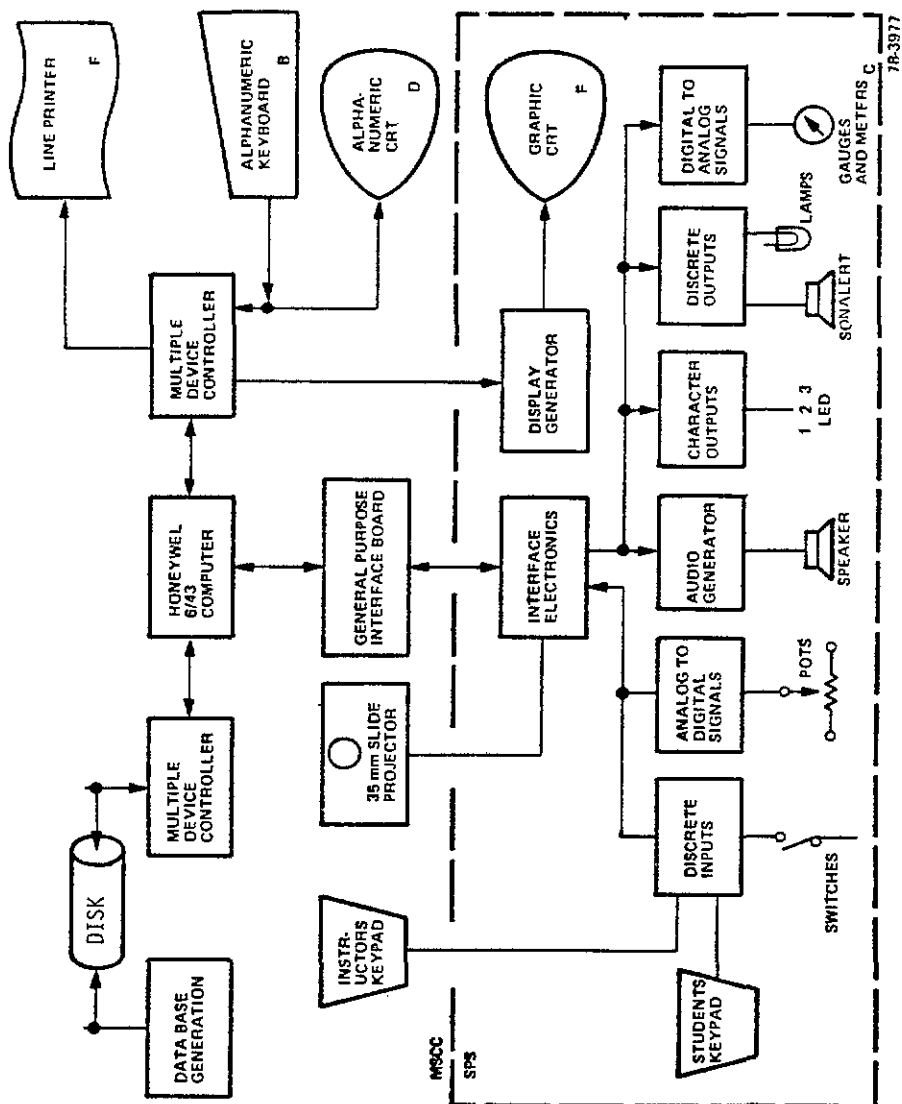 DATA BASE
GENERATION
DISK
MULTIPLE
DEVICE
CONTROLLER
HONEYWEL
6/43
COMPUTER
MULTIPLE
DEVICE
CONTROLLER
LINE PRINTER
F
ALPHANUMERIC
KEYBOARD
B
ALPHA-
NUMERIC
CRT
D
INSTR-
UCTORS
KEYPAD
35 mm SLIDE
PROJECTOR
GENERAL PURPOSE
INTERFACE BOARD
MSCC
SPS
INTERFACE
ELECTRONICS
DISPLAY
GENERATOR
GRAPHIC
CRT
F
STUDENTS
KEYPAD
DISCRETE
INPUTS
ANALOG TO
DIGITAL
SIGNALS
AUDIO
GENERATOR
CHARACTER
OUTPUTS
DISCRETE
OUTPUTS
DIGITAL TO
ANALOG
SIGNALS
SWITCHES
POTS
SPEAKER
1 2 3
LED
SONALERT
LAMPS
GAUGES
AND METERS
C
78-3977